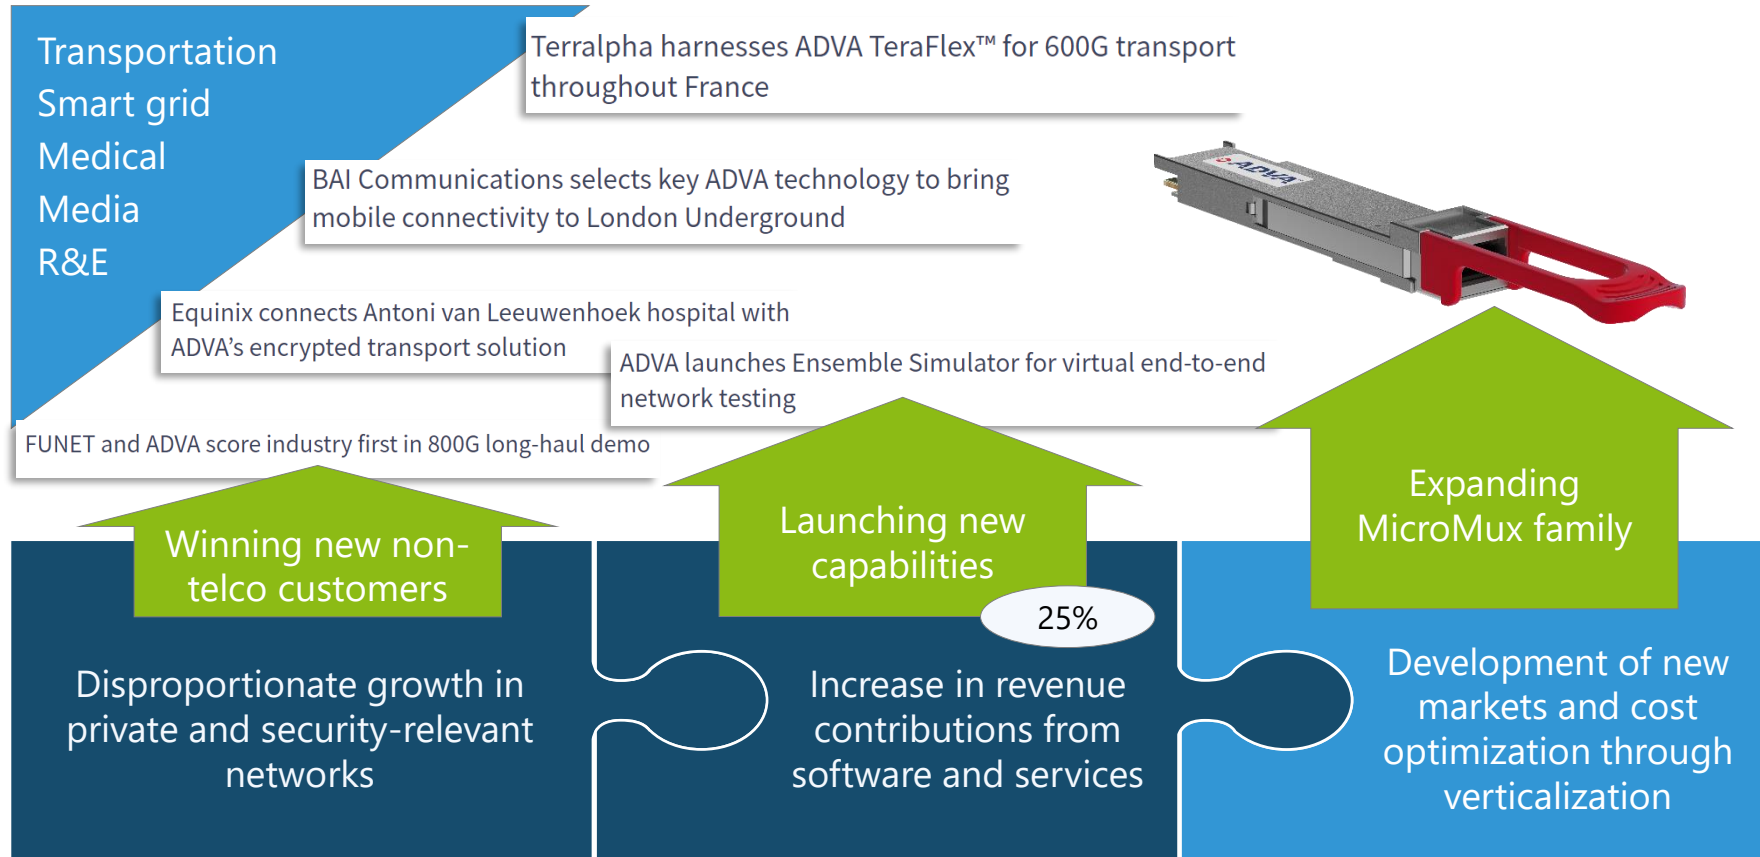 Transportation
Smart grid
Medical
Media
R&E
Terralpha harnesses ADVA TeraFlex™ for 600G transport
throughout France
BAI Communications selects key ADVA technology to bring
mobile connectivity to London Underground
ADVA
Equinix connects Antoni van Leeuwenhoek hospital with
ADVA's encrypted transport solution
ADVA launches Ensemble Simulator for virtual end-to-end
network testing
FUNET and ADVA score industry first in 800G long-haul demo
Winning new non-
telco customers
Launching new
capabilities
Expanding
MicroMux family
25%
Disproportionate growth in
private and security-relevant
networks
Increase in revenue
contributions from
software and services
Development of new
markets and cost
optimization through
verticalization